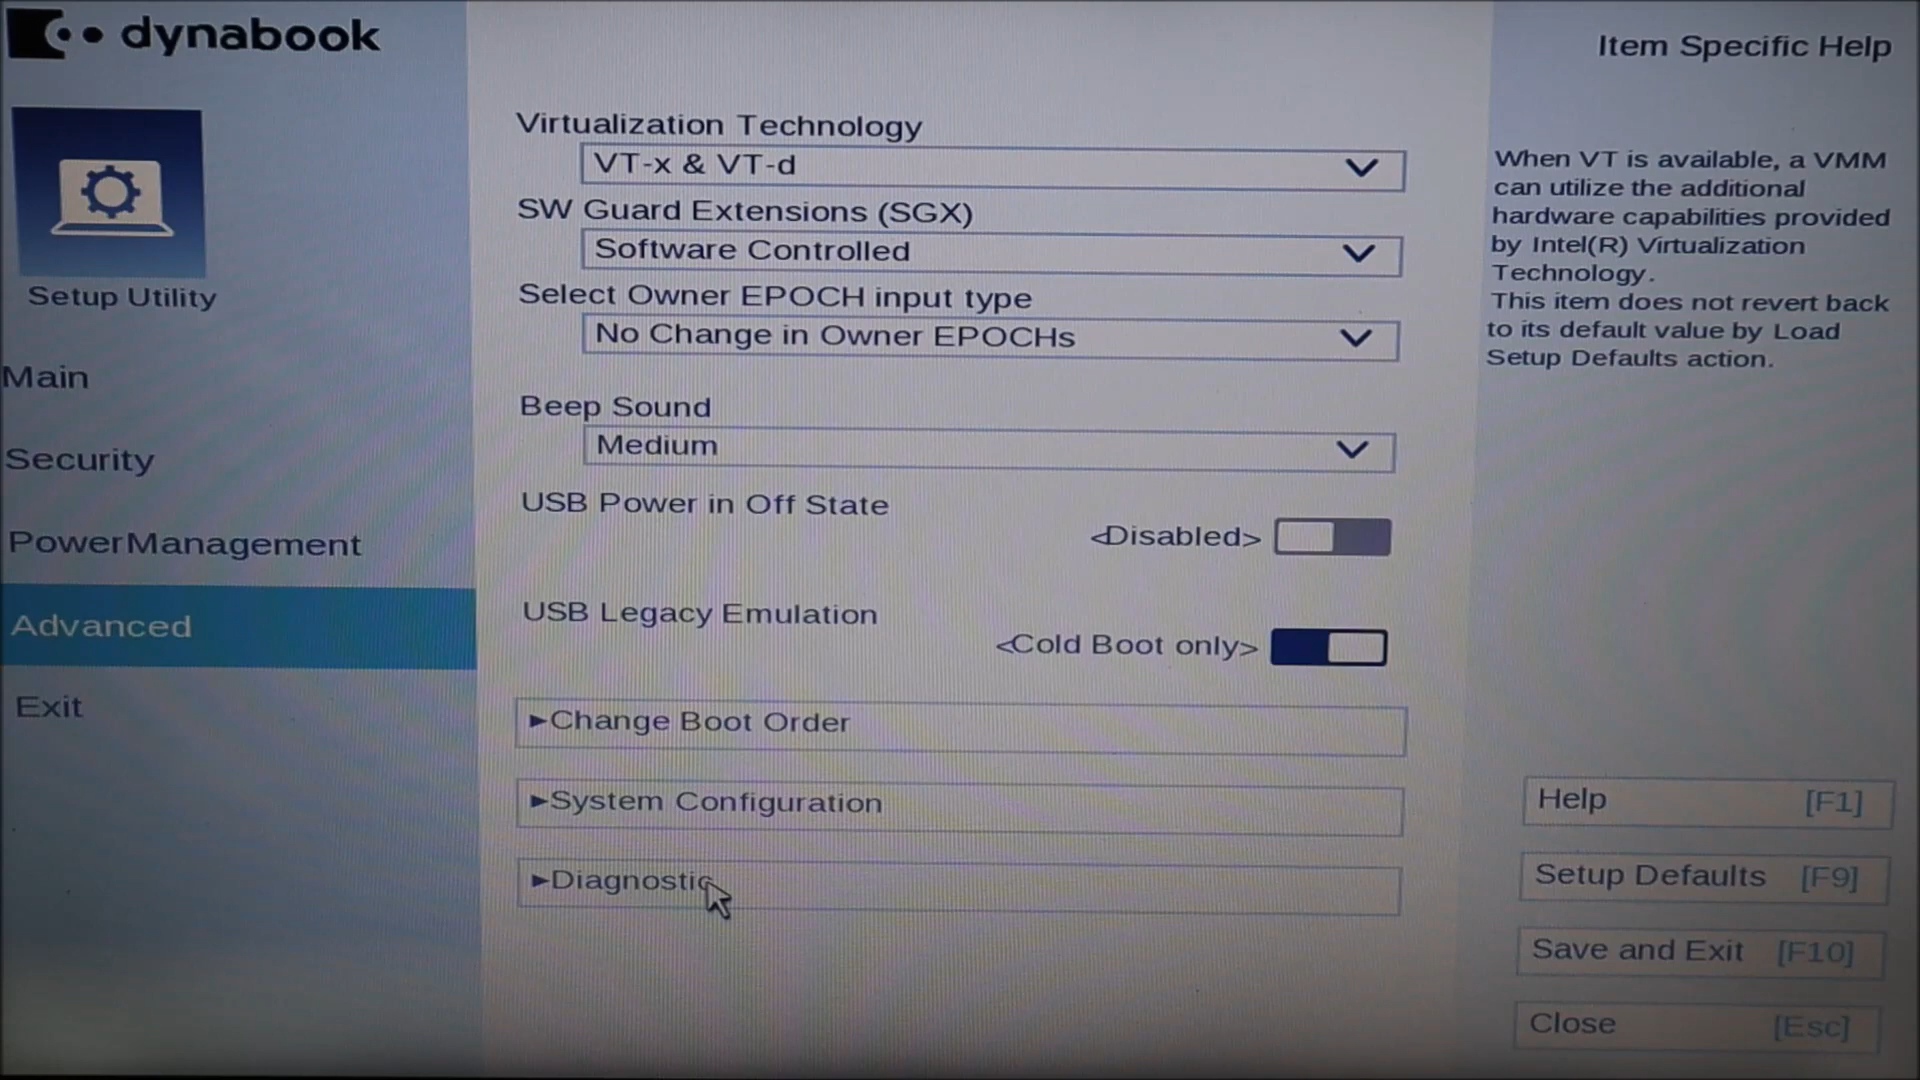 dynabook
Item Specific Help
Setup Utility
Main
Security
PowerManagement
Advanced
Exit
Virtualization Technology
VT-x & VT-d
SW Guard Extensions (SGX)
Software Controlled
Select Owner EPOCH input type
No Change in Owner EPOCHs
Beep Sound
Medium
USB Power in Off State
<Disabled>
USB Legacy Emulation
<Cold Boot only>
►Change Boot Order
►System Configuration
►Diagnostic
When VT is available, a VMM
can utilize the additional
hardware capabilities provided
by Intel(R) Virtualization
Technology.
This item does not revert back
to its default value by Load
Setup Defaults action.
Help [F1]
Setup Defaults [F9]
Save and Exit [F10]
Close [Esc]